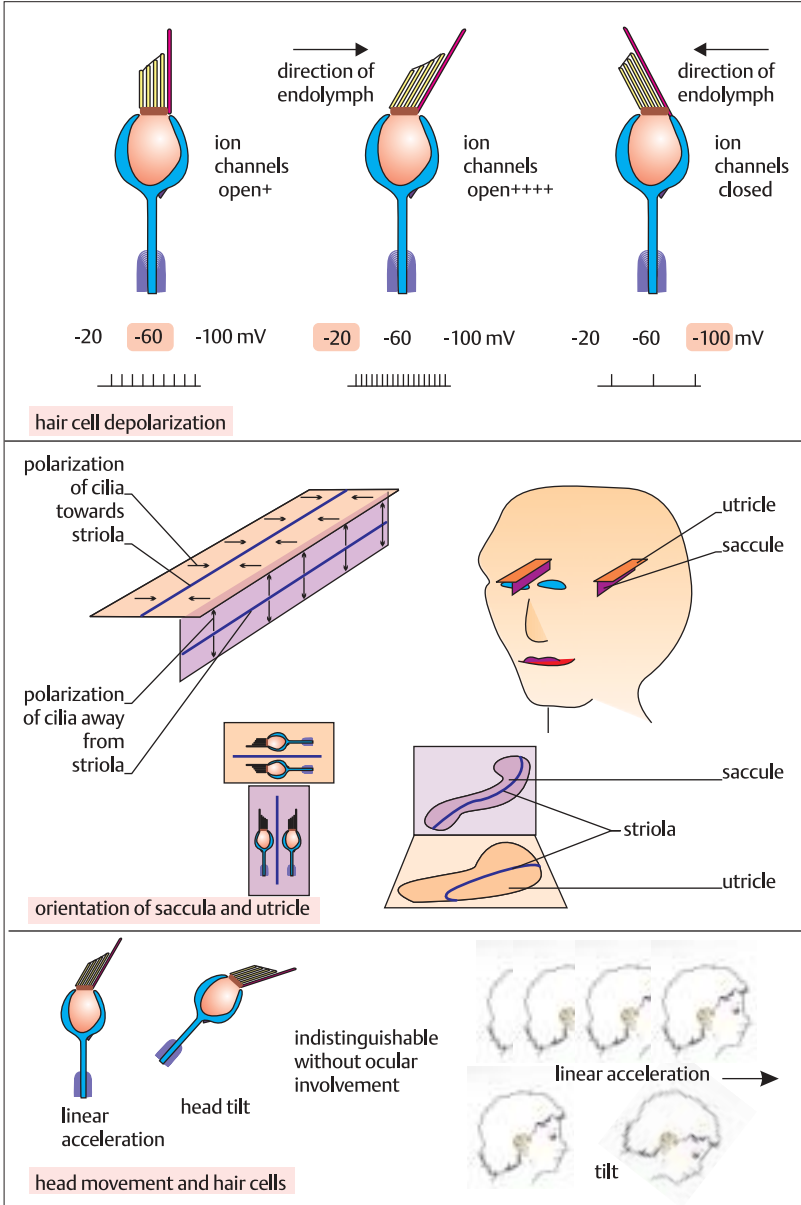 direction of
endolymph
direction of
endolymph
ion
channels
open+
ion
channels
open++++
ion
channels
closed
-20 -60 -100 mV
-20 -60 -100 mV
-20 -60 -100 mV
hair cell depolarization
polarization
of cilia
towards
striola
polarization
of cilia away
from
striola
utricle
saccule
saccule
striola
utricle
orientation of saccula and utricle
linear
acceleration
head tilt
indistinguishable
without ocular
involvement
linear acceleration
tilt
head movement and hair cells